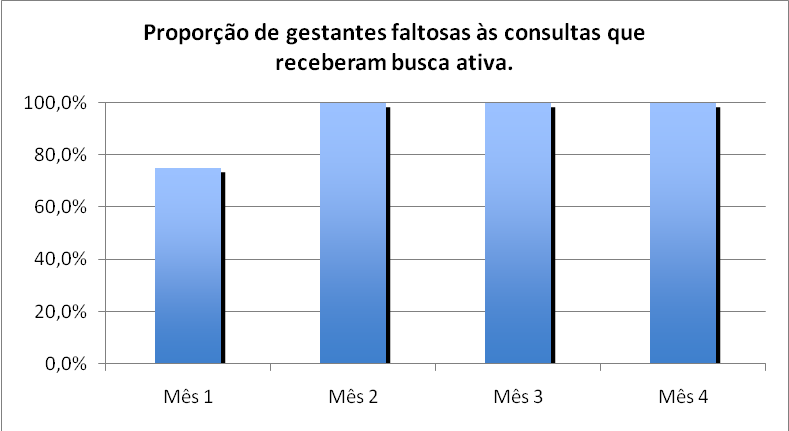 Proporção de gestantes faltosas às consultas que
receberam busca ativa.
100,0%
80,0%
60,0%
40,0%
20,0%
0,0%
Mês 1 Mês 2 Mês 3 Mês 4